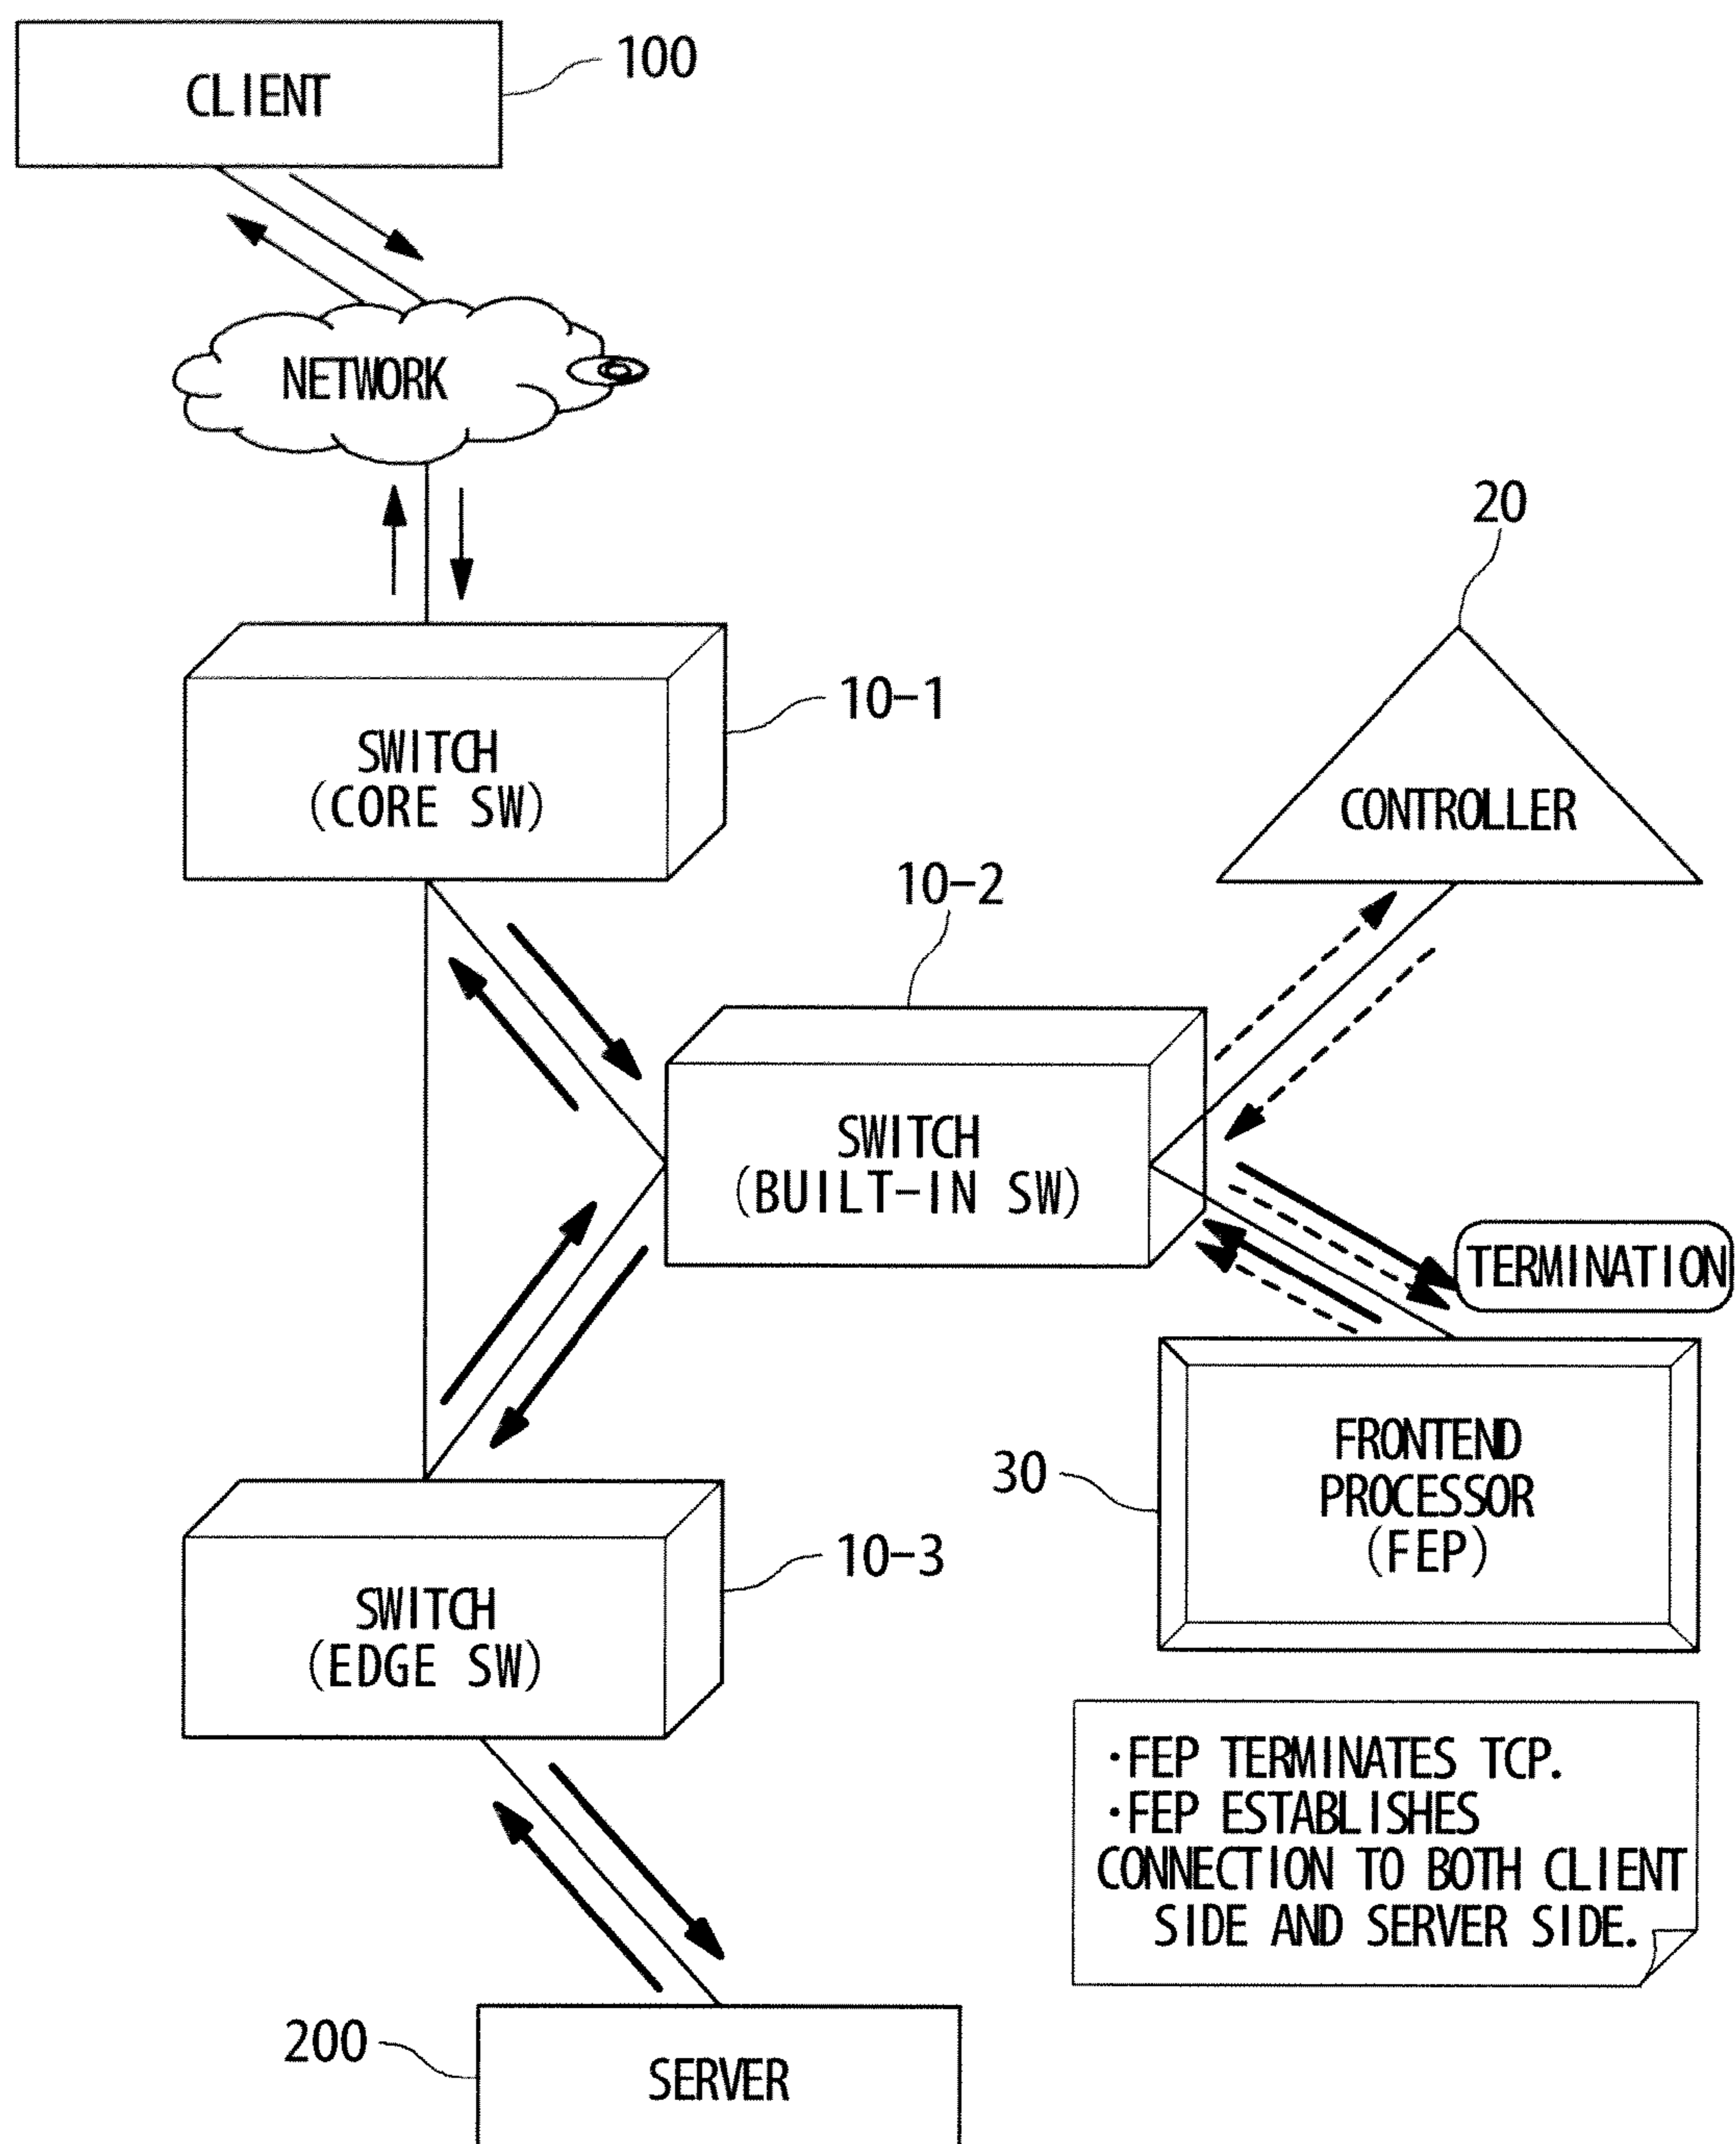 CLIENT
100
NETWORK
20
10-1
SWITCH
(CORE SW)
CONTROLLER
10-2
SWITCH
(BUILT-IN SW)
TERMINATION
30
FRONTEND
PROCESSOR
(FEP)
10-3
SWITCH
(EDGE SW)
·FEP TERMINATES TCP.
·FEP ESTABLISHES
CONNECTION TO BOTH CLIENT
SIDE AND SERVER SIDE.
200
SERVER